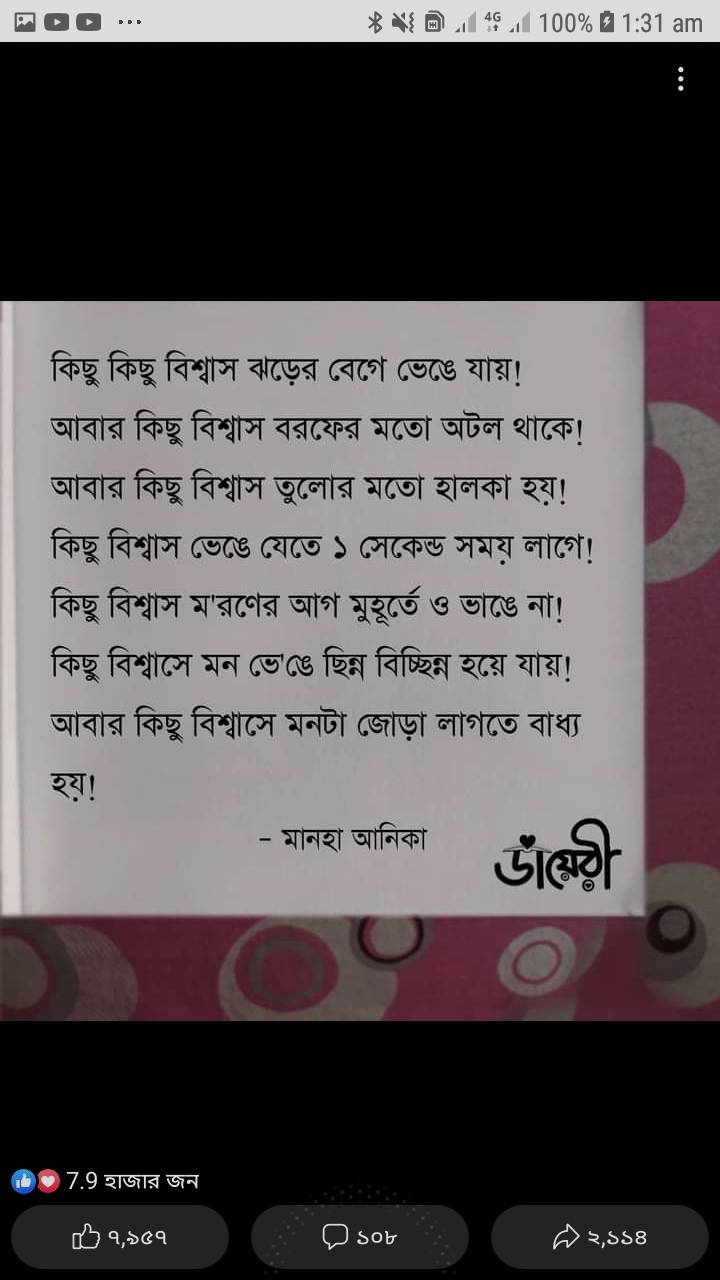 100% 1:31 am
4G
কিছু কিছু বিশ্বাস ঝড়ের বেগে ভেঙে যায়!
আবার কিছু বিশ্বাস বরফের মতো অটল থাকে!
আবার কিছু বিশ্বাস তুলোর মতো হালকা হয়!
কিছু বিশ্বাস ভেঙে যেতে ১ সেকেন্ড সময় লাগে!
কিছু বিশ্বাস ম'রণের আগ মুহূর্তে ও ভাঙে না!
কিছু বিশ্বাসে মন ভে'ঙে ছিন্ন বিচ্ছিন্ন হয়ে যায়!
আবার কিছু বিশ্বাসে মনটা জোড়া লাগতে বাধ্য
হয়!
- মানহা আনিকা
ডায়েরী
7.9 হাজার জন
৭,৯৫৭ ১০৮ ২,১১৪